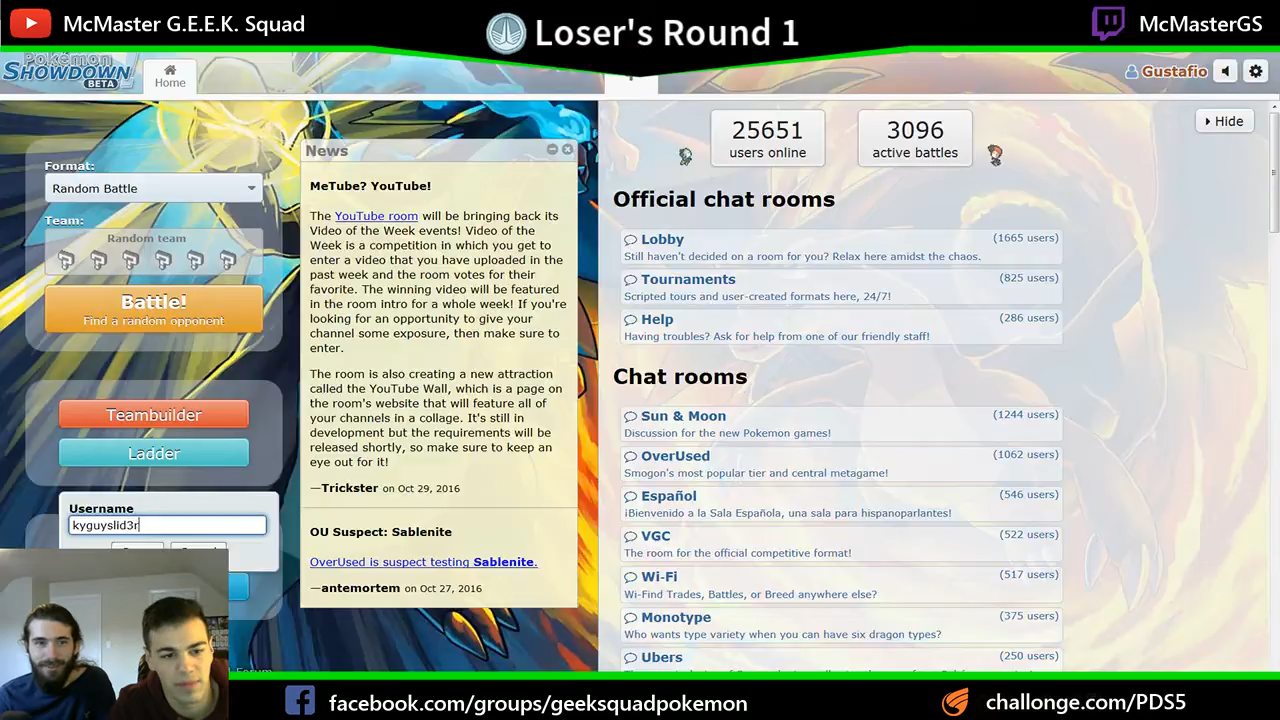 McMaster G.E.E.K. Squad
Loser's Round 1
McMasterGS
Pokémon
SHOWDOWN
BETA
Home
Gustafio
Format:
Random Battle
Team:
Random team
Battle!
Find a random opponent
Teambuilder
Ladder
Username
kyguyslid3r
News
MeTube? YouTube!
The YouTube room will be bringing back its
Video of the Week events! Video of the
Week is a competition in which you get to
enter a video that you have uploaded in the
past week and the room votes for their
favorite. The winning video will be featured
in the room intro for a whole week! If you're
looking for an opportunity to give your
channel some exposure, then make sure to
enter.
The room is also creating a new attraction
called the YouTube Wall, which is a page on
the room's website that will feature all of
your channels in a collage. It's still in
development but the requirements will be
released shortly, so make sure to keep an
eye out for it!
—Trickster on Oct 29, 2016
OU Suspect: Sablenite
OverUsed is suspect testing Sablenite.
—antemortem on Oct 27, 2016
25651
users online
3096
active battles
Hide
Official chat rooms
Lobby (1665 users)
Still haven't decided on a room for you? Relax here amidst the chaos.
Tournaments (825 users)
Scripted tours and user-created formats here, 24/7!
Help (286 users)
Having troubles? Ask for help from one of our friendly staff!
Chat rooms
Sun & Moon (1244 users)
Discussion for the new Pokemon games!
OverUsed (1062 users)
Smogon's most popular tier and central metagame!
Español (546 users)
¡Bienvenido a la Sala Española, una sala para hispanoparlantes!
VGC (522 users)
The room for the official competitive format!
Wi-Fi (517 users)
Wi-Find Trades, Battles, or Breed anywhere else?
Monotype (375 users)
Who wants type variety when you can have six dragon types?
Ubers (250 users)
Forum
facebook.com/groups/geeksquadpokemon
challonge.com/PDS5